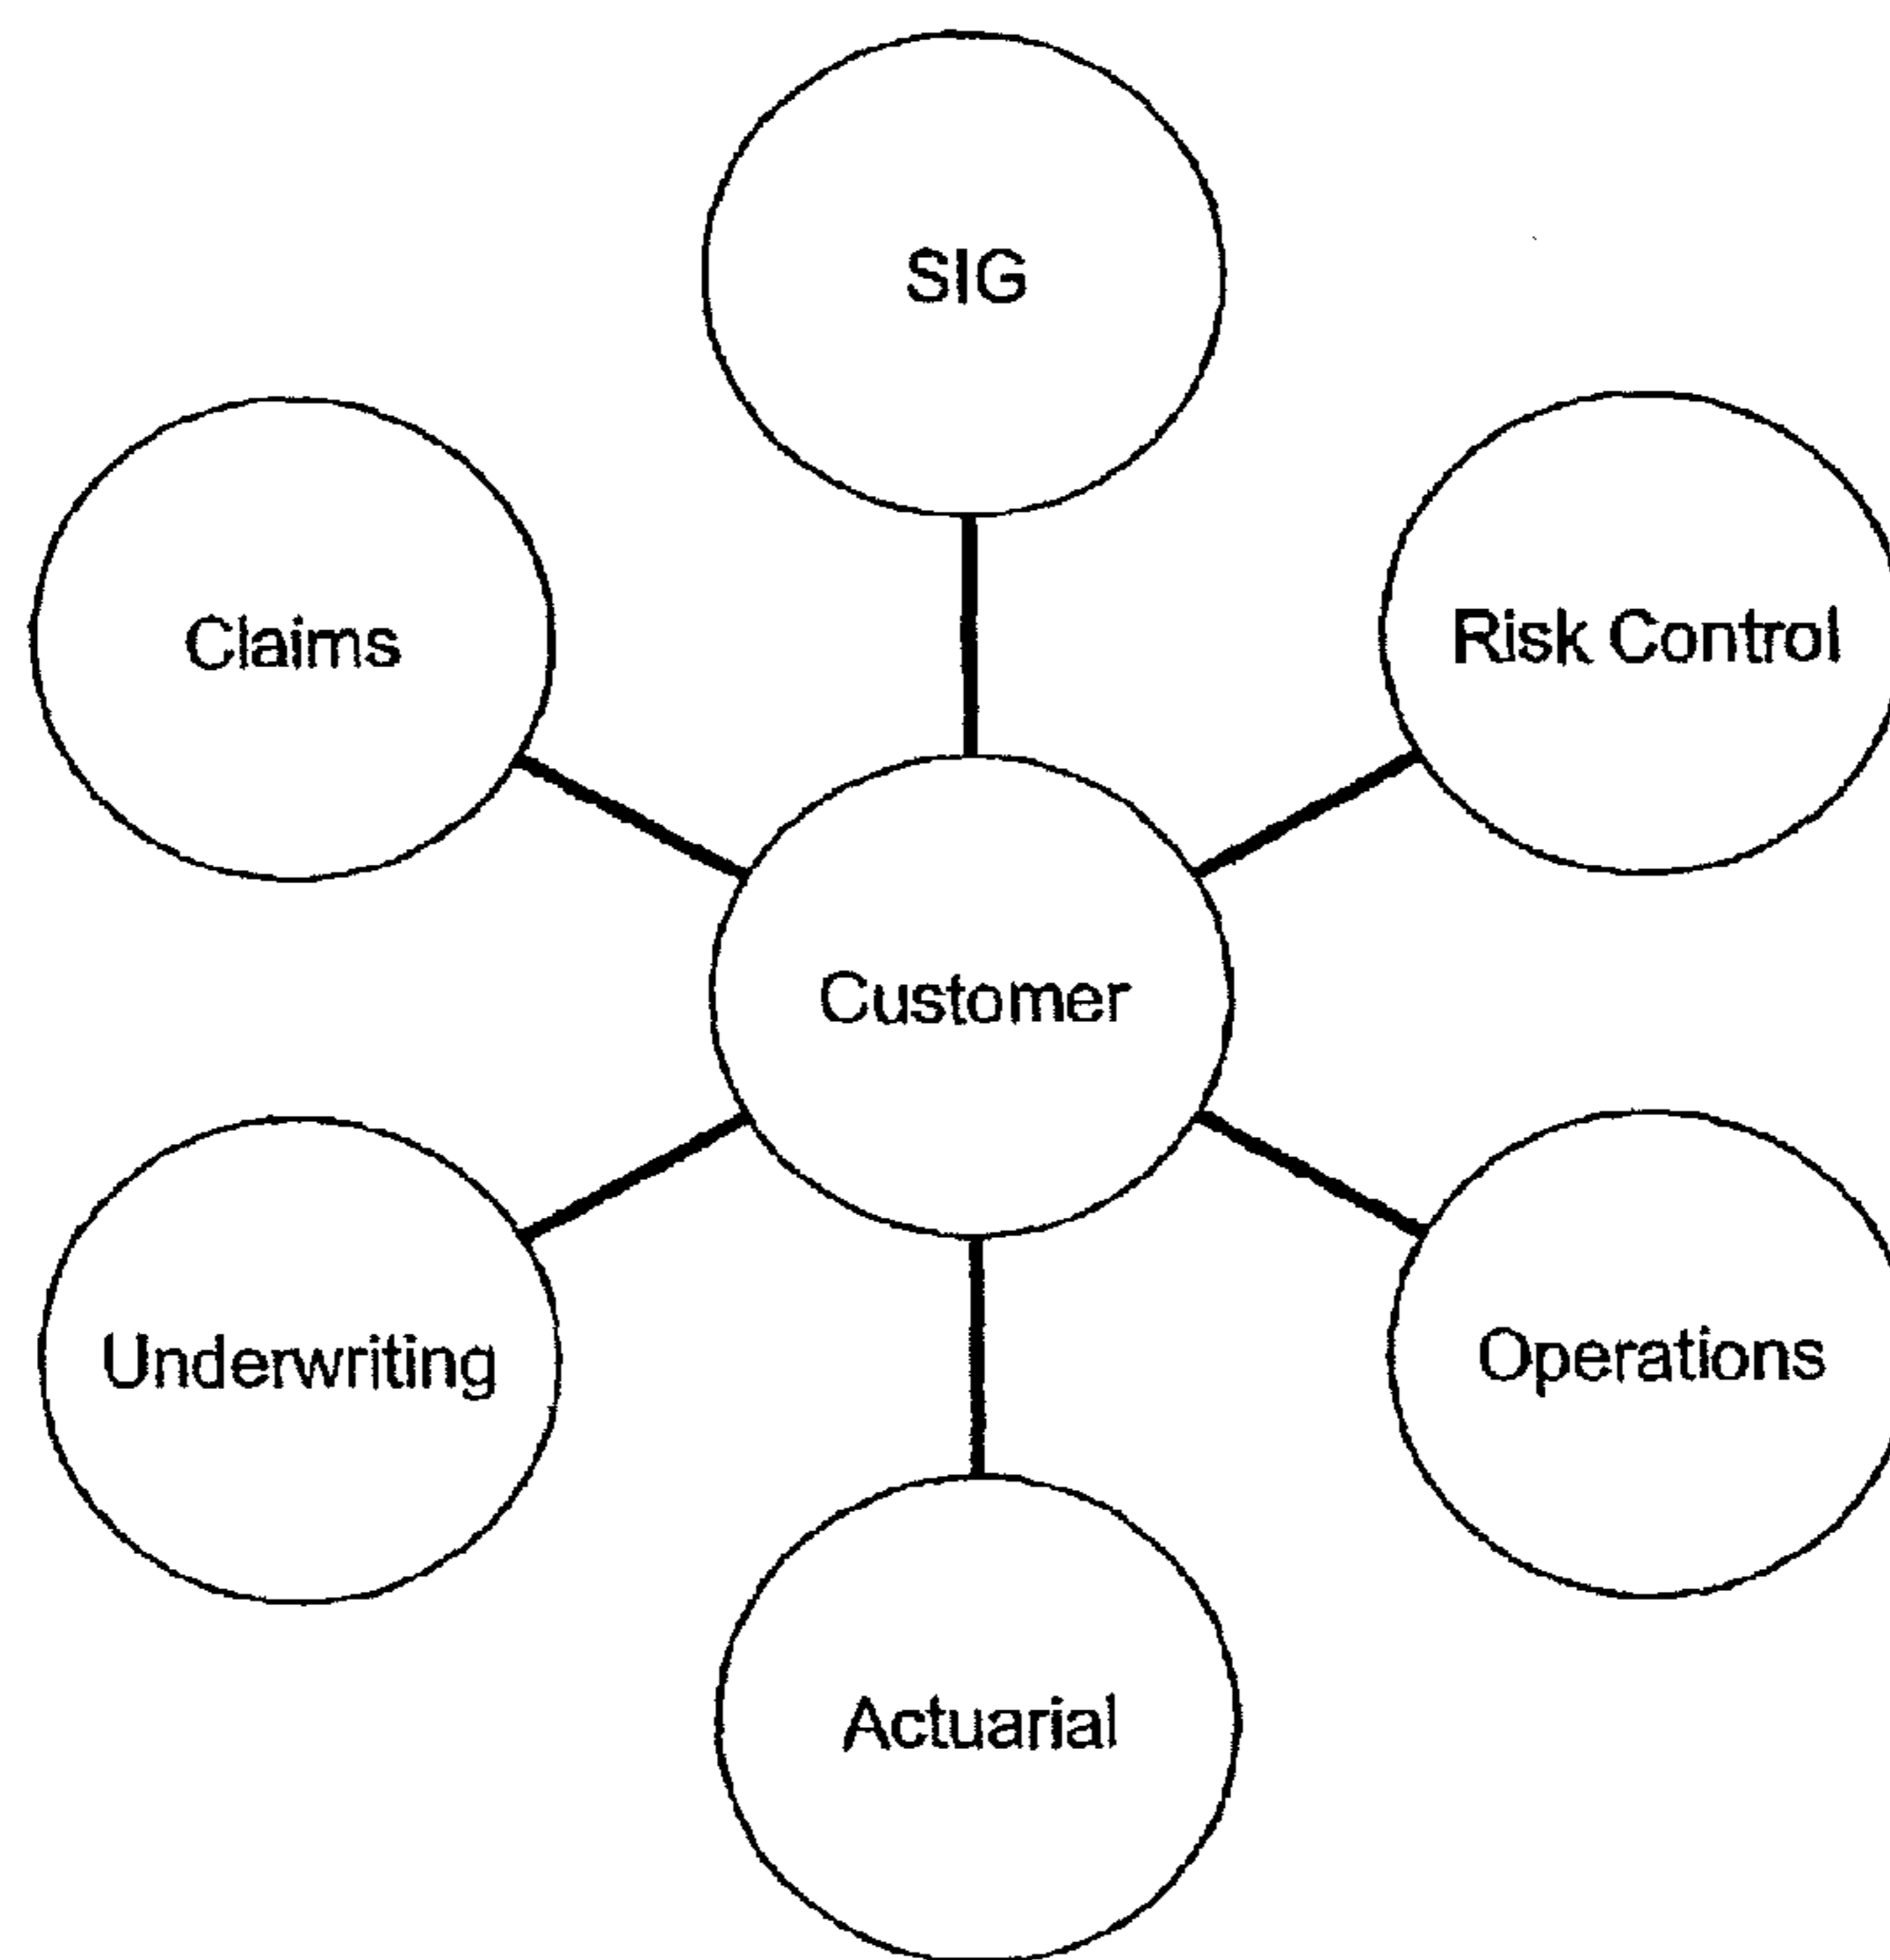 SIG
Claims
Risk Control
Customer
Underwriting
Operations
Actuarial